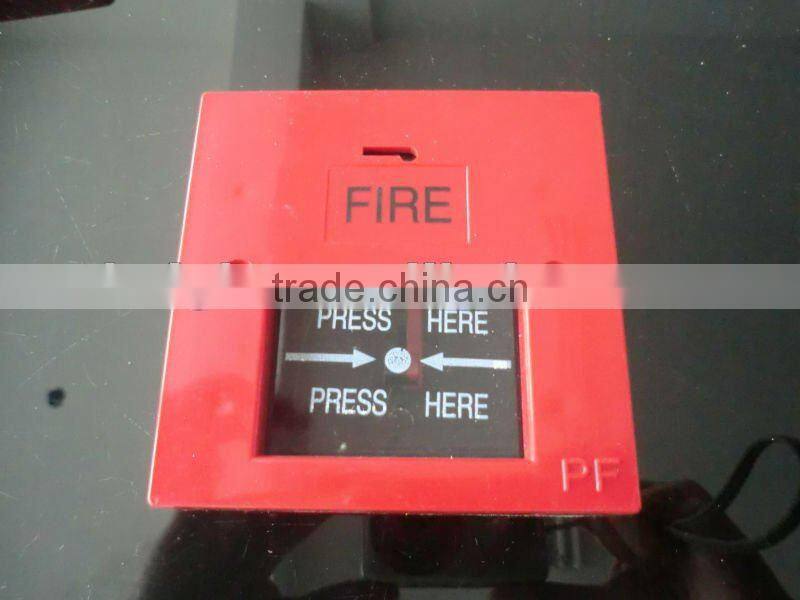 FIRE
trade.china.cn
PRESS HERE
PRESS HERE
PF